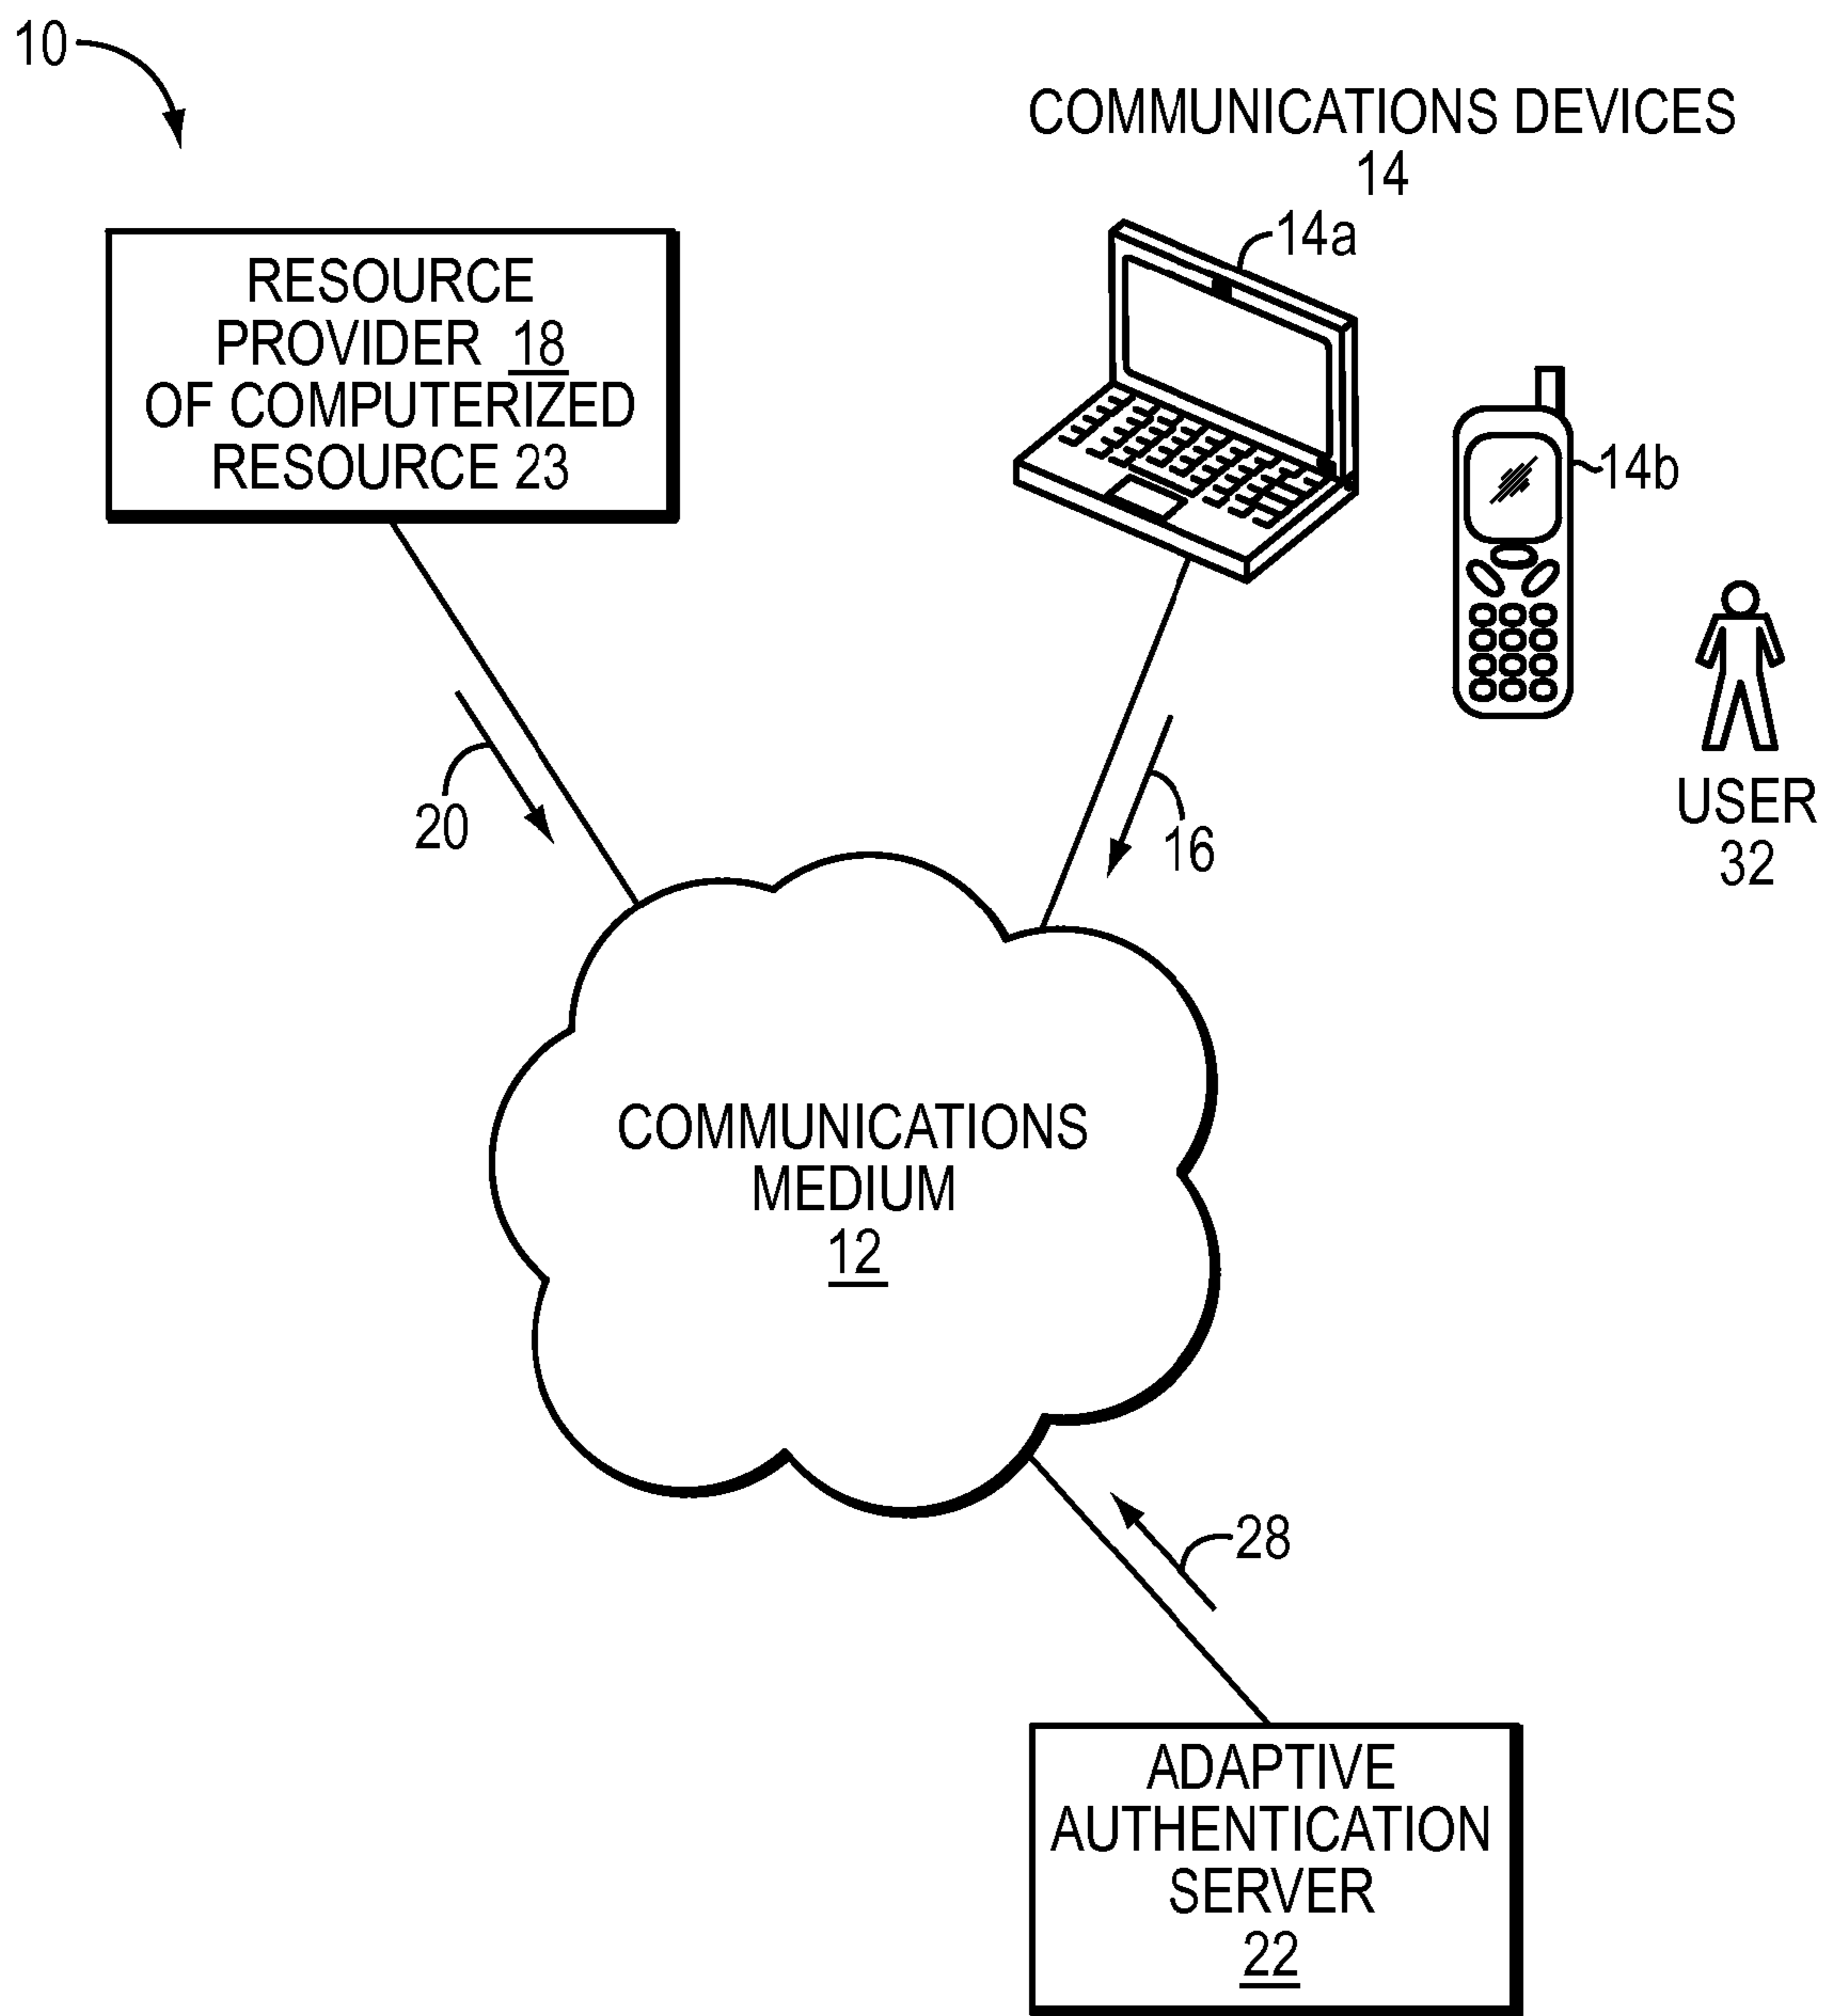 10
COMMUNICATIONS DEVICES
14
14a
RESOURCE
PROVIDER 18
OF COMPUTERIZED
RESOURCE 23
14b
20
16
USER
32
COMMUNICATIONS
MEDIUM
12
28
ADAPTIVE
AUTHENTICATION
SERVER
22